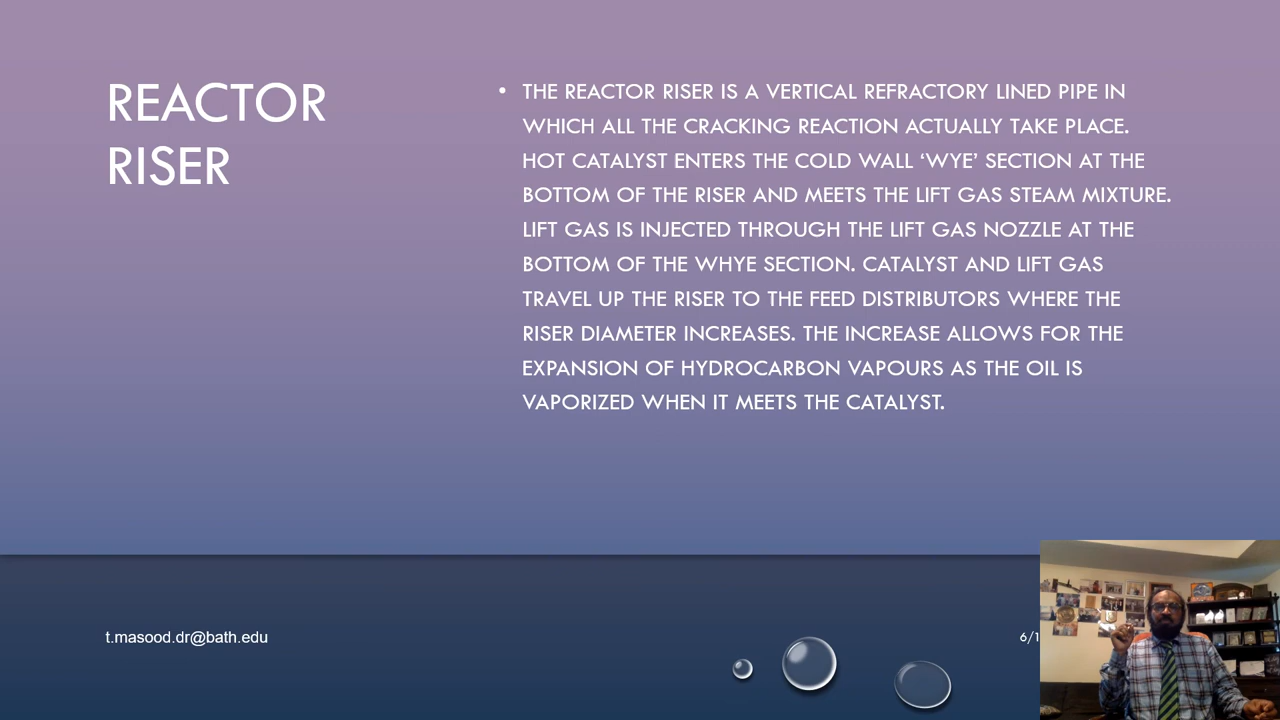 REACTOR
RISER
• THE REACTOR RISER IS A VERTICAL REFRACTORY LINED PIPE IN
WHICH ALL THE CRACKING REACTION ACTUALLY TAKE PLACE.
HOT CATALYST ENTERS THE COLD WALL ‘WYE’ SECTION AT THE
BOTTOM OF THE RISER AND MEETS THE LIFT GAS STEAM MIXTURE.
LIFT GAS IS INJECTED THROUGH THE LIFT GAS NOZZLE AT THE
BOTTOM OF THE WHYE SECTION. CATALYST AND LIFT GAS
TRAVEL UP THE RISER TO THE FEED DISTRIBUTORS WHERE THE
RISER DIAMETER INCREASES. THE INCREASE ALLOWS FOR THE
EXPANSION OF HYDROCARBON VAPOURS AS THE OIL IS
VAPORIZED WHEN IT MEETS THE CATALYST.
t.masood.dr@bath.edu
6/1